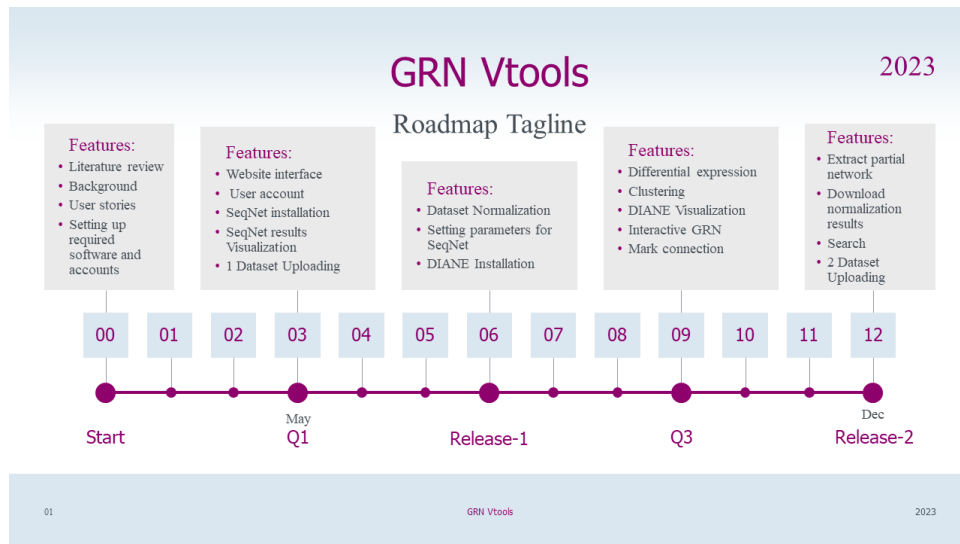 GRN Vtools
2023
Roadmap Tagline
Features:
• Literature review
• Background
• User stories
• Setting up
required
software and
accounts
Features:
• Website interface
• User account
• SeqNet installation
• SeqNet results
Visualization
• 1 Dataset Uploading
Features:
• Dataset Normalization
• Setting parameters for
SeqNet
• DIANE Installation
Features:
• Differential expression
• Clustering
• DIANE Visualization
• Interactive GRN
• Mark connection
Features:
• Extract partial
network
• Download
normalization
results
• Search
• 2 Dataset
Uploading
00 01 02 03 04 05 06 07 08 09 10 11 12
May
Dec
Start Q1 Release-1 Q3 Release-2
01 GRN Vtools 2023